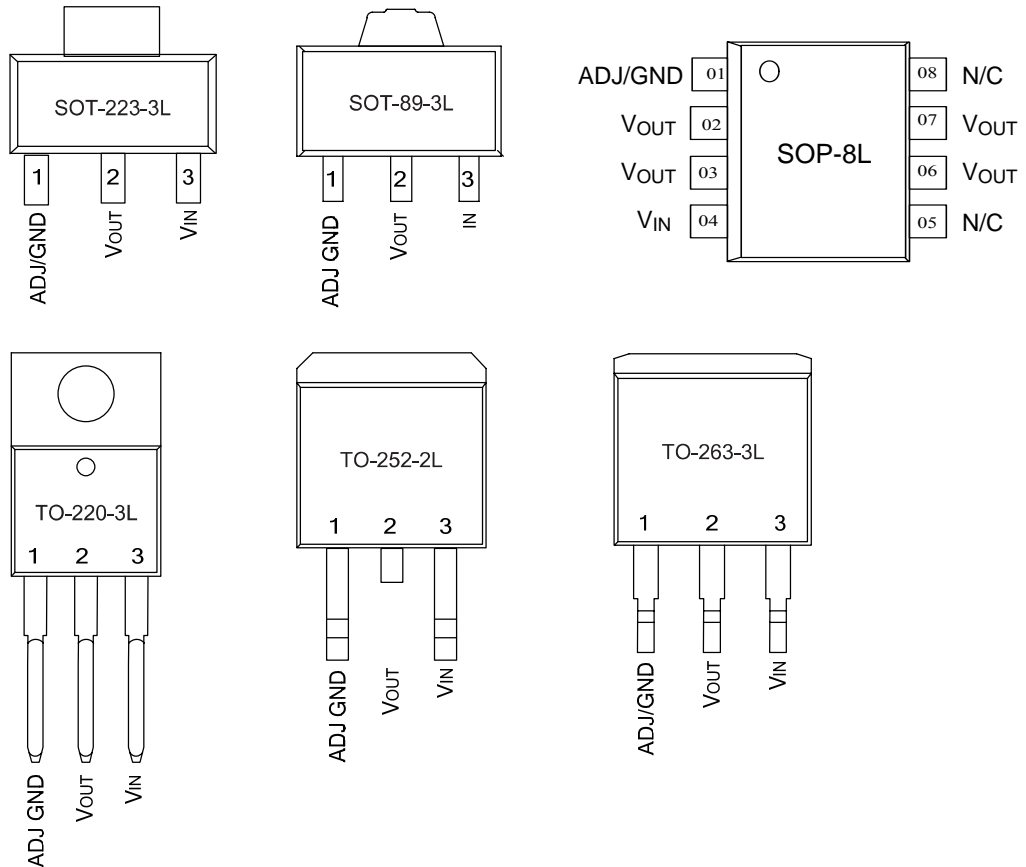 SOT-223-3L
1 2 3
ADJ/GND
VOUT
VIN
SOT-89-3L
1 2 3
ADJ GND
VOUT
IN
ADJ/GND 01 08 N/C
VOUT 02 07 VOUT
SOP-8L
VOUT 03 06 VOUT
VIN 04 05 N/C
TO-220-3L
1 2 3
ADJ GND
VOUT
VIN
TO-252-2L
1 2 3
ADJ GND
VOUT
VIN
TO-263-3L
1 2 3
ADJ/GND
VOUT
VIN